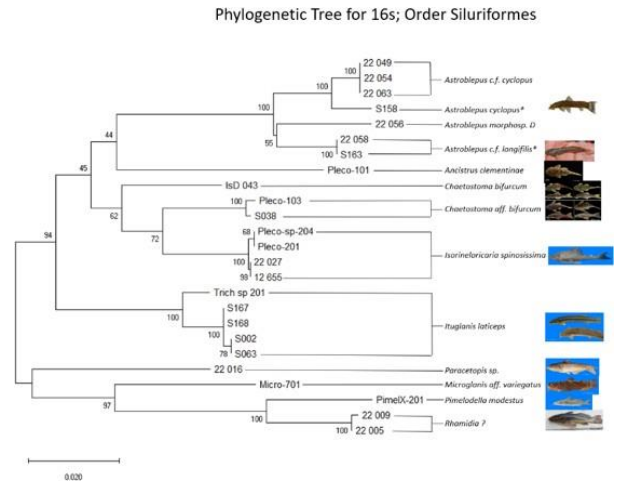 Phylogenetic Tree for 16s; Order Siluriformes
22 049
100
22 054
Astroblepus c.f. cyclopus
22 063
100
S158
Astroblepus cyclopus*
100
22 056
Astroblepus morphosp. D
44
55
22 058
Astroblepus c.f. longifilis*
100
S163
Pleco-101
Ancistrus clementinae
45
IsD 043
Chaetostoma bifurcum
100
Pleco-103
Chaetostoma aff. bifurcum
62
S038
72
68
Pleco-sp-204
94
Pleco-201
Isorineloricaria spinosissima
100
22 027
98
12 655
Trich sp 201
100
S167
S168
Ituglanis laticeps
100
S002
78
S063
22 016
Paracetopis sp.
Micro-701
Microglanis aff. variegatus
97
PimelX-201
Pimelodella modestus
100
22 009
Rhamidia ?
100
22 005
0.020